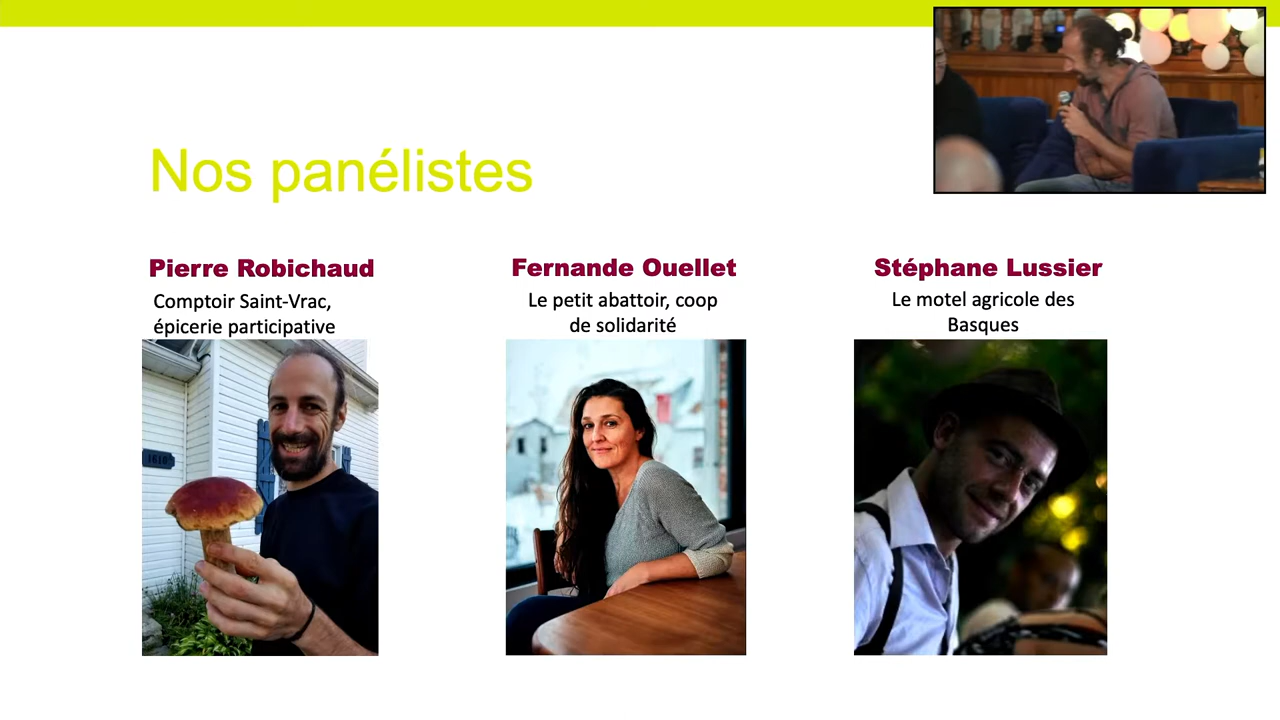 Nos panélistes
Pierre Robichaud
Comptoir Saint-Vrac,
épicerie participative
Fernande Ouellet
Le petit abattoir, coop
de solidarité
Stéphane Lussier
Le motel agricole des
Basques
1610